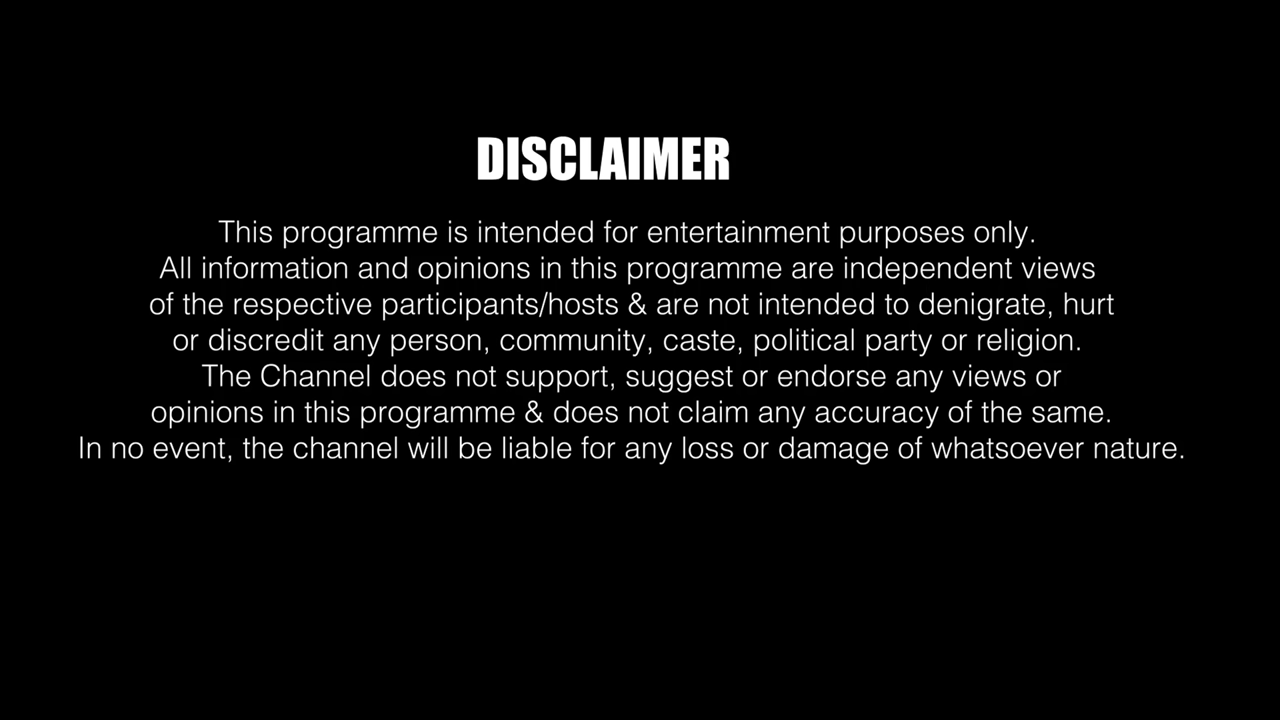 DISCLAIMER
This programme is intended for entertainment purposes only.
All information and opinions in this programme are independent views
of the respective participants/hosts & are not intended to denigrate, hurt
or discredit any person, community, caste, political party or religion.
The Channel does not support, suggest or endorse any views or
opinions in this programme & does not claim any accuracy of the same.
In no event, the channel will be liable for any loss or damage of whatsoever nature.